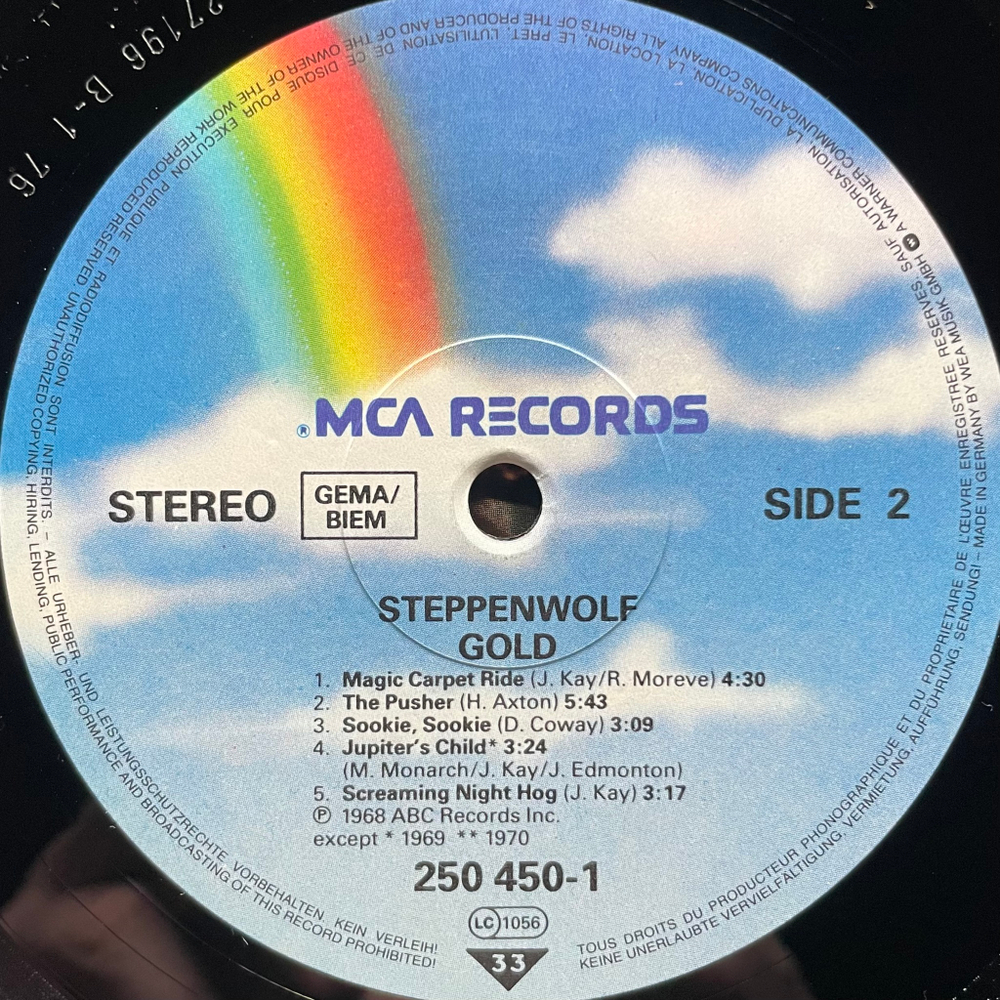 27196 B-1 76
® MCA RECORDS
STEREO
GEMA/
BIEM
SIDE 2
STEPPENWOLF
GOLD
1. Magic Carpet Ride (J. Kay/R. Moreve) 4:30
2. The Pusher (H. Axton) 5:43
3. Sookie, Sookie (D. Coway) 3:09
4. Jupiter's Child* 3:24
(M. Monarch/J. Kay/J. Edmonton)
5. Screaming Night Hog (J. Kay) 3:17
Ⓟ 1968 ABC Records Inc.
except * 1969 ** 1970
250 450-1
LC 1056
33
TOUS DROITS DU PRODUCTEUR PHONOGRAPHIQUE ET DU PROPRIETAIRE DE L'ŒUVRE ENREGISTREE RESERVES. SAUF AUTORISATION, LA DUPLICATION, LA LOCATION, LE PRET, L'UTILISATION DE CE DISQUE POUR EXECUTION PUBLIQUE ET RADIODIFFUSION SONT INTERDITS. – ALLE URHEBER- UND LEISTUNGSSCHUTZRECHTE VORBEHALTEN. KEIN VERLEIH!
KEINE UNERLAUBTE VERVIELFÄLTIGUNG, VERMIETUNG, AUFFÜHRUNG, SENDUNG! – MADE IN GERMANY BY WEA MUSIK GMBH A WARNER COMMUNICATIONS COMPANY. ALL RIGHTS OF THE PRODUCER AND OF THE OWNER OF THE WORK REPRODUCED RESERVED. UNAUTHORIZED COPYING, HIRING, LENDING, PUBLIC PERFORMANCE AND BROADCASTING OF THIS RECORD PROHIBITED!